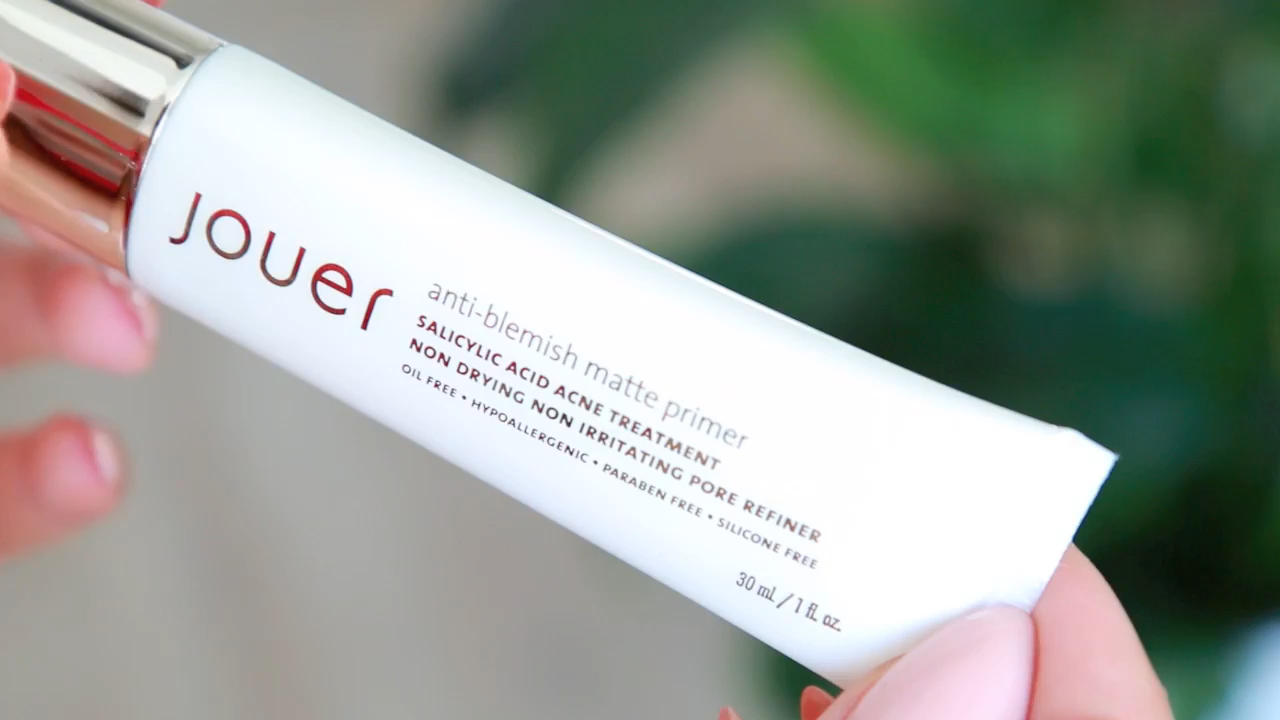 jouer
anti-blemish matte primer
SALICYLIC ACID ACNE TREATMENT
NON DRYING NON IRRITATING PORE REFINER
OIL FREE • HYPOALLERGENIC • PARABEN FREE • SILICONE FREE
30 ml / 1 fl. oz.